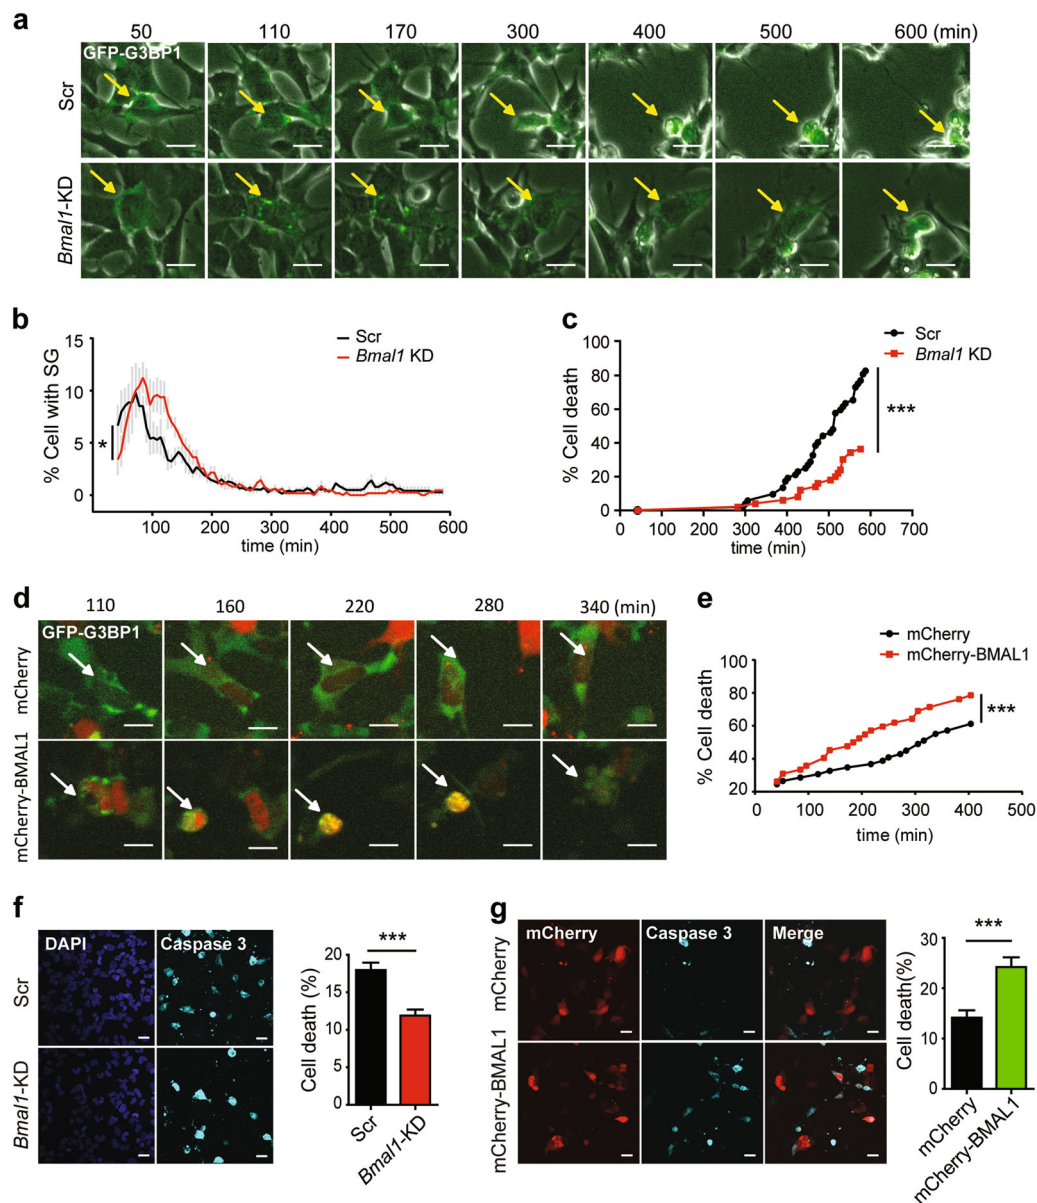 a
50 110 170 300 400 500 600 (min)
GFP-G3BP1
Scr
Bmal1-KD
b
Scr
Bmal1 KD
15
10
5
0
% Cell with SG
*
100 200 300 400 500 600
time (min)
c
Scr
Bmal1 KD
100
80
60
40
20
0
% Cell death
***
0 100 200 300 400 500 600 700
time (min)
d
110 160 220 280 340 (min)
GFP-G3BP1
mCherry
mCherry-BMAL1
e
mCherry
mCherry-BMAL1
100
80
60
40
20
% Cell death
***
0 100 200 300 400 500
time (min)
f
DAPI Caspase 3
Scr
Bmal1-KD
***
20
15
10
5
0
Cell death (%)
Scr
Bmal1-KD
g
mCherry Caspase 3 Merge
mCherry
mCherry-BMAL1
***
30
20
10
0
Cell death(%)
mCherry
mCherry-BMAL1